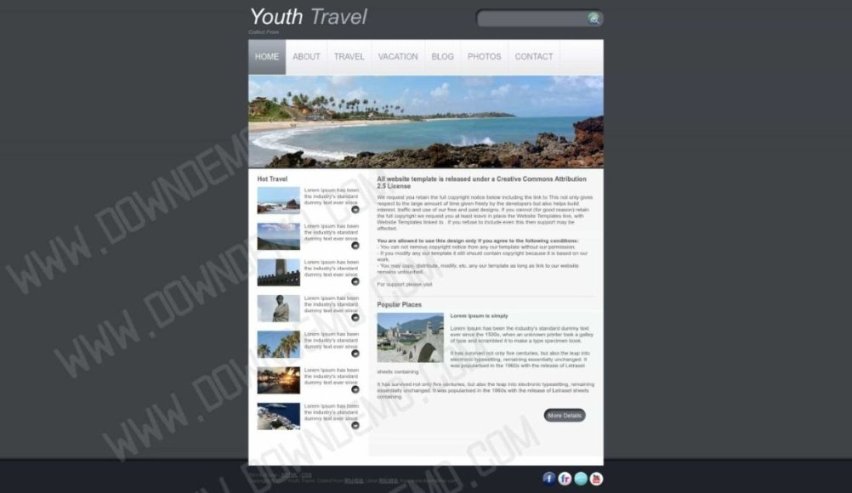 Youth Travel
HOME ABOUT TRAVEL VACATION BLOG PHOTOS CONTACT
Hot Travel
Lorem Ipsum has been
the industry's standard
dummy text ever since
Lorem Ipsum has been
the industry's standard
dummy text ever since
Lorem Ipsum has been
the industry's standard
dummy text ever since
Lorem Ipsum has been
the industry's standard
dummy text ever since
Lorem Ipsum has been
the industry's standard
dummy text ever since
Lorem Ipsum has been
the industry's standard
dummy text ever since
Lorem Ipsum has been
the industry's standard
dummy text ever since
All website template is released under a Creative Commons Attribution
2.5 License
We request you retain the full copyright notice below including the link to This not only gives
respect to the large amount of time given freely by the developers but also helps build
interest, traffic and use of our free and paid designs. If you cannot (for good reason) retain
the full copyright we request you at least leave in place the Website Templates line, with
Website Templates linked to . If you refuse to include even this then support may be
affected.
You are allowed to use this design only if you agree to the following conditions:
- You can not remove copyright notice from any our template without our permission.
- If you modify any our template it still should contain copyright because it is based on our
work.
- You may copy, distribute, modify, etc. any our template as long as link to our website
remains untouched.
For support please visit
Popular Places
Lorem Ipsum is simply
Lorem Ipsum has been the industry's standard dummy text
ever since the 1500s, when an unknown printer took a galley
of type and scrambled it to make a type specimen book.
It has survived not only five centuries, but also the leap into
electronic typesetting, remaining essentially unchanged. It
was popularised in the 1960s with the release of Letraset
sheets containing
It has survived not only five centuries, but also the leap into electronic typesetting, remaining
essentially unchanged. It was popularised in the 1960s with the release of Letraset sheets
containing
More Details
WWW.DOWNDEMO.COM
WWW.DOWNDEMO.COM
WWW.DOWNDEMO.COM